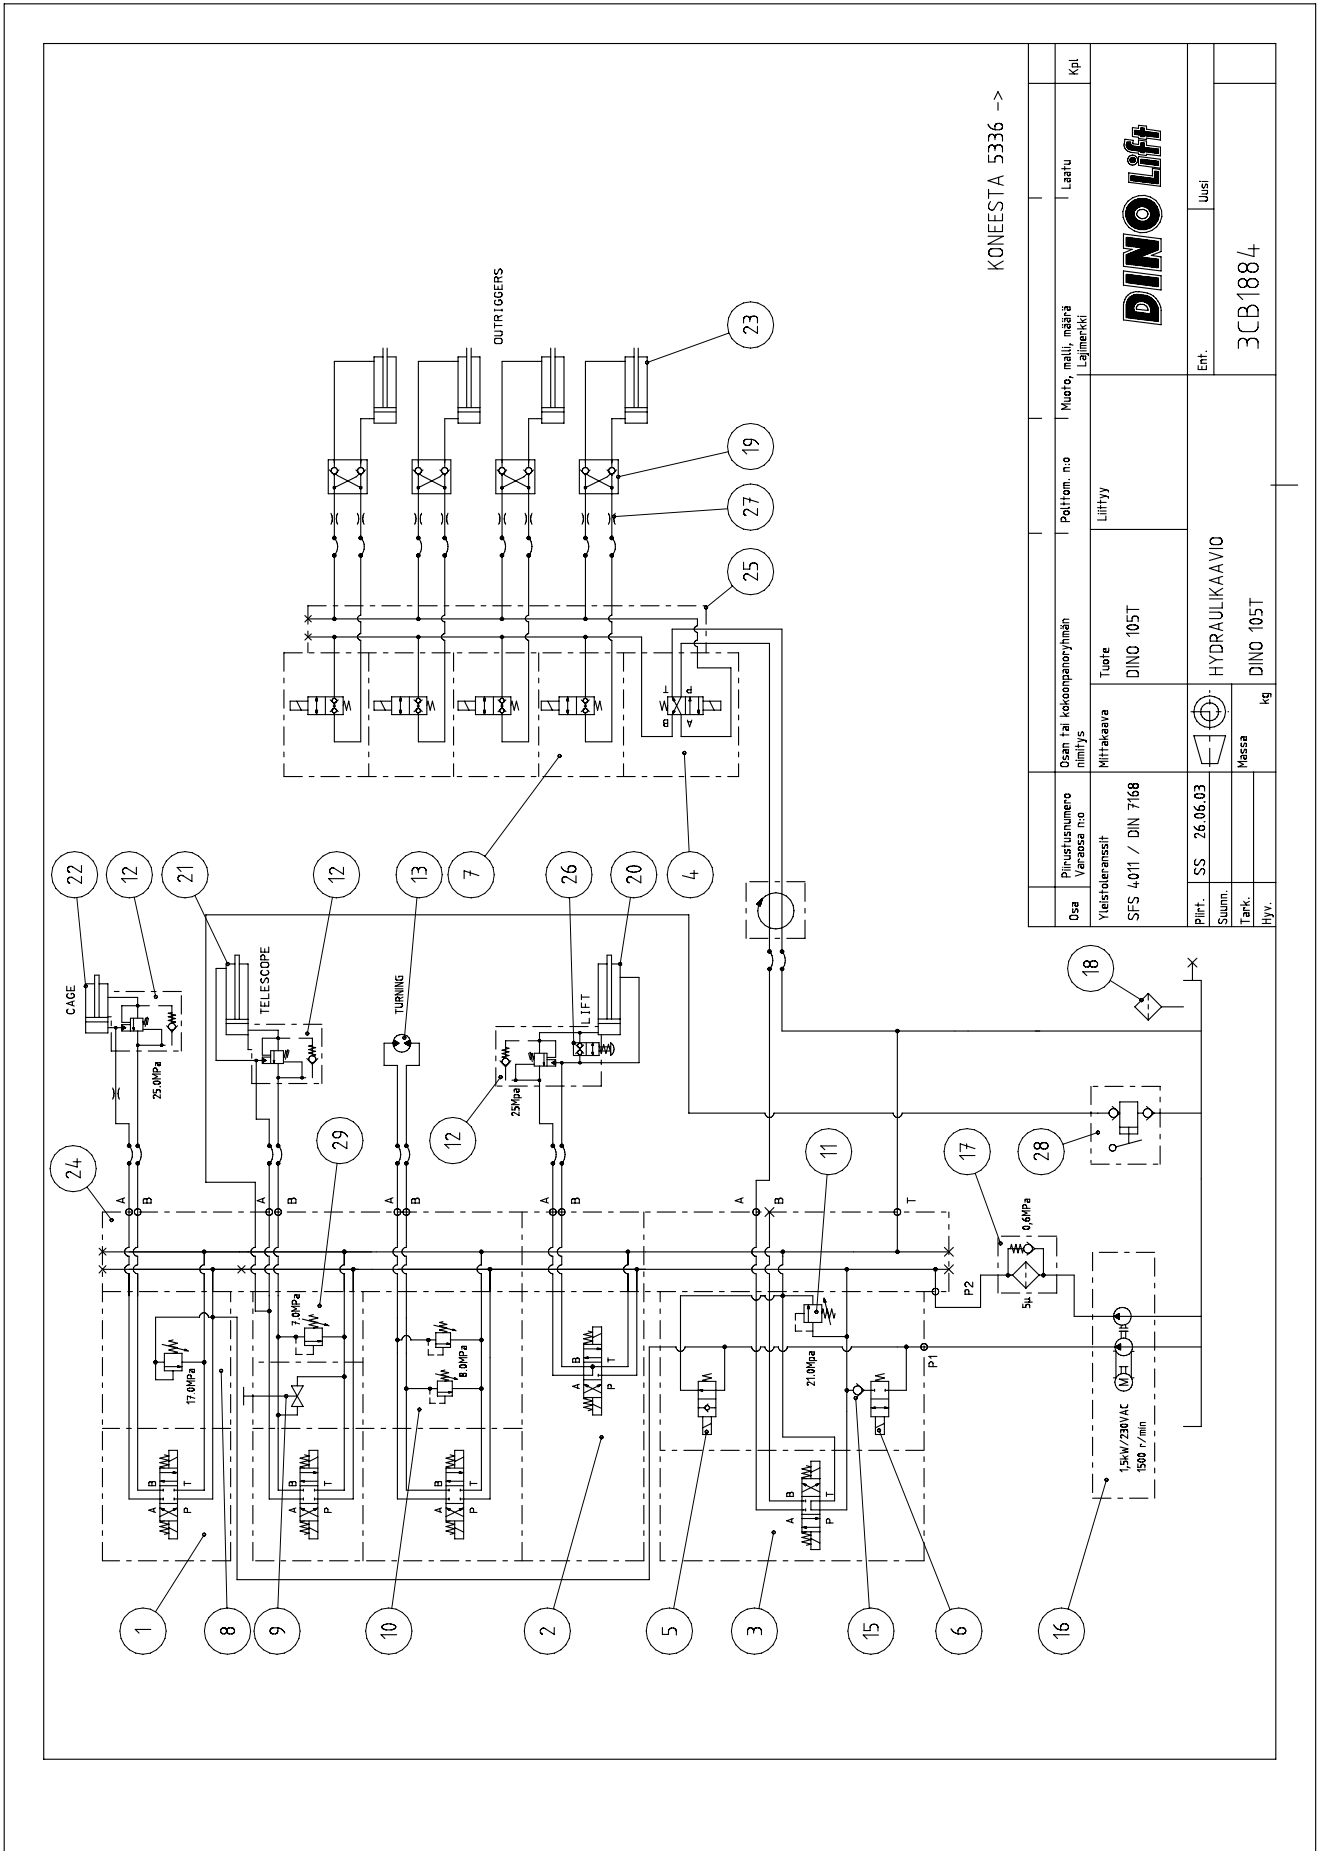 KONEESTA 5336 ->
OUTRIGGERS
23
19
27
25
T
P
B
A
7
4
22
12
21
12
13
26
20
CAGE
TELESCOPE
TURNING
LIFT
25.0MPa
25Mpa
12
24
29
A
B
A
B
A
B
A
B
T
11
17
28
18
7.0MPa
17.0MPa
8.0MPa
21.0Mpa
0,6MPa
5µ
P2
P1
A
B
P
T
A
B
P
T
A
B
P
T
A
B
P
T
M
1,5kW/230VAC
1500 r/min
1
8
9
10
2
5
3
15
6
16
Osa
Piirustusnumero
Varaosa n:o
Osan tai kokoonpanoryhmän
nimitys
Polttom. n:o
Muoto, malli, määrä
Lajimerkki
Laatu
Kpl
Yleistoleranssit
SFS 4011 / DIN 7168
Mittakaava
Tuote
DINO 105T
Liittyy
DINO Lift
Piirt.
SS 26.06.03
Suunn.
Tark.
Hyv.
Massa
kg
HYDRAULIKAAVIO
DINO 105T
Ent.
Uusi
3CB1884